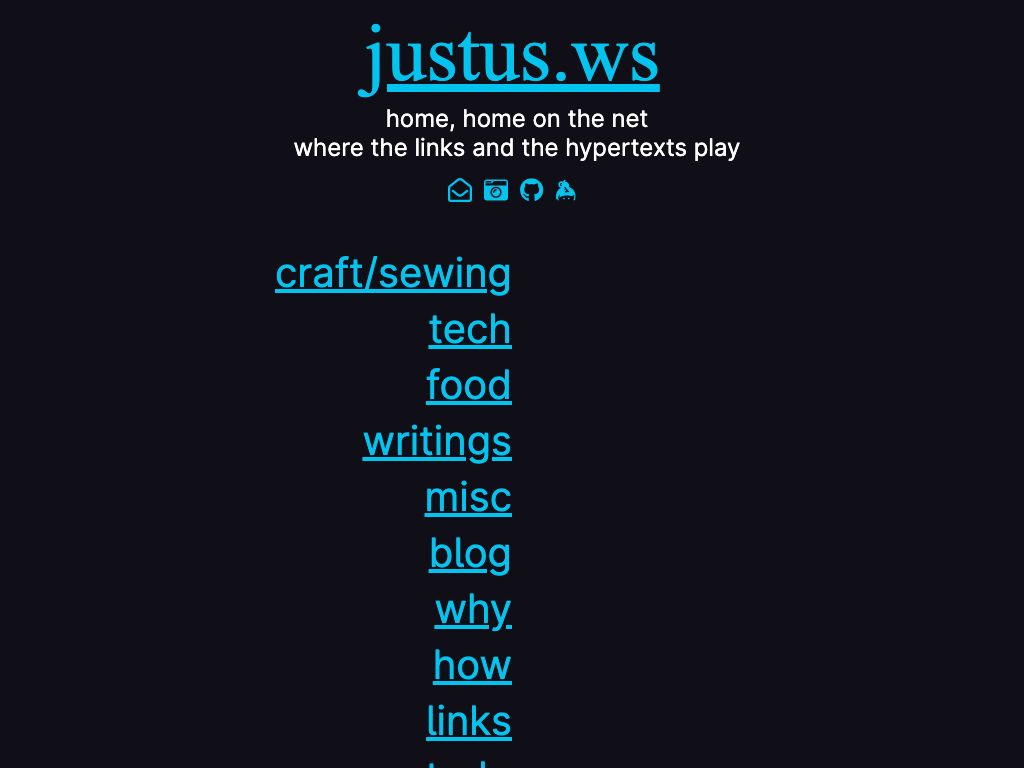 justus.ws
home, home on the net
where the links and the hypertexts play
craft/sewing
tech
food
writings
misc
blog
why
how
links